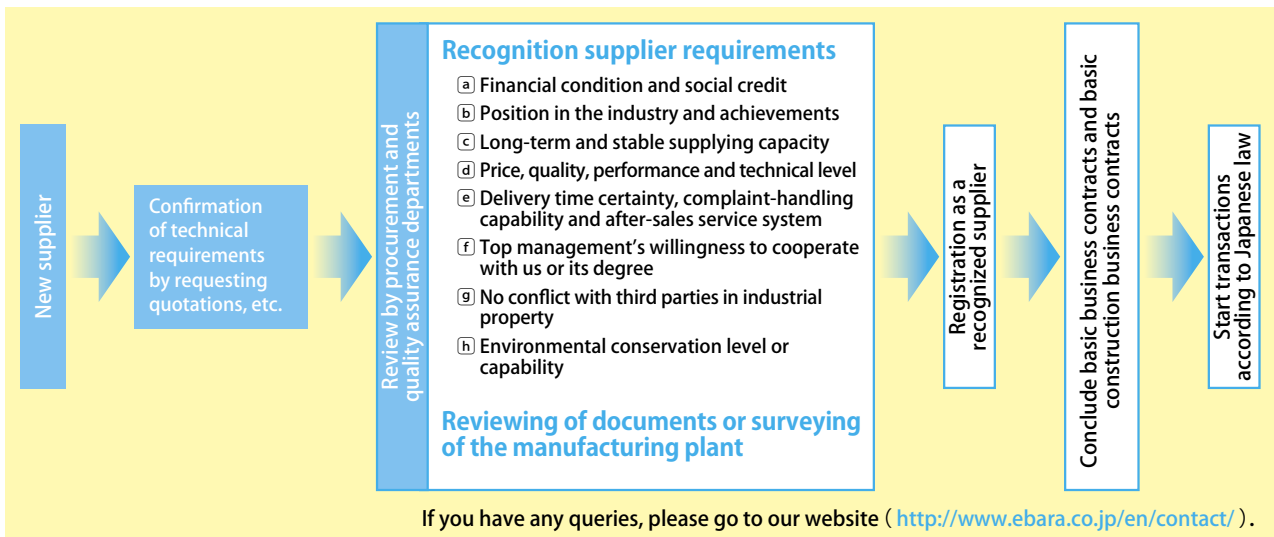 New supplier
Confirmation
of technical
requirements
by requesting
quotations, etc.
Review by procurement and
quality assurance departments
Recognition supplier requirements
a Financial condition and social credit
b Position in the industry and achievements
c Long-term and stable supplying capacity
d Price, quality, performance and technical level
e Delivery time certainty, complaint-handling
capability and after-sales service system
f Top management's willingness to cooperate
with us or its degree
g No conflict with third parties in industrial
property
h Environmental conservation level or
capability
Reviewing of documents or surveying
of the manufacturing plant
Registration as a
recognized supplier
Conclude basic business contracts and basic
construction business contracts
Start transactions
according to Japanese law
If you have any queries, please go to our website ( http://www.ebara.co.jp/en/contact/ ).